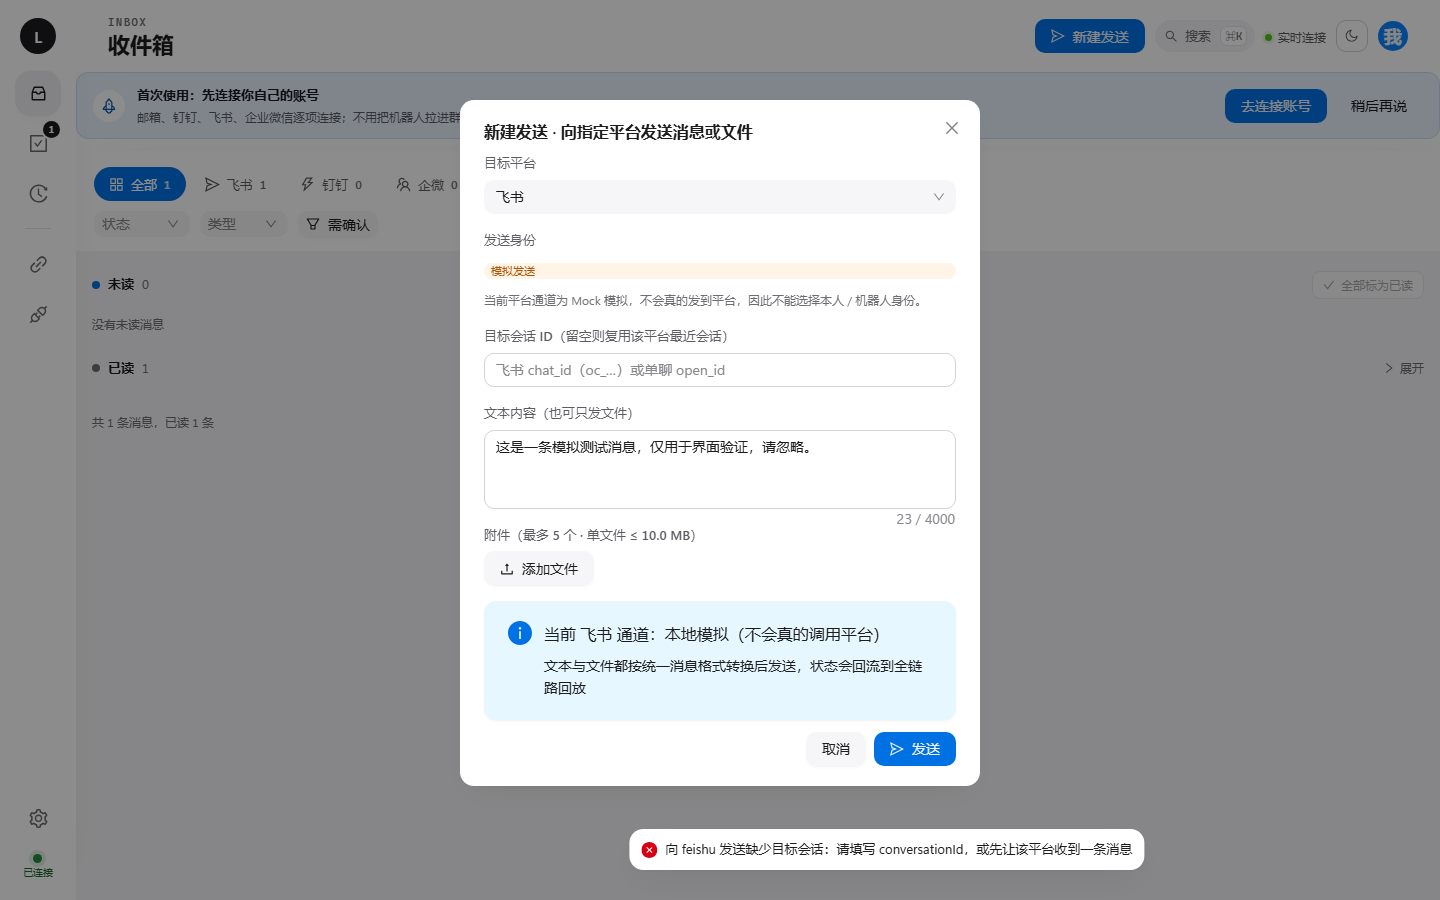 L
INBOX
收件箱
新建发送
搜索
⌘K
实时连接
我
首次使用：先连接你自己的账号
邮箱、钉钉、飞书、企业微信逐项连接；不用把机器人拉进群
去连接账号
稍后再说
1
全部 1
飞书 1
钉钉 0
企微 0
状态
类型
需确认
未读 0
全部标为已读
没有未读消息
已读 1
展开
共 1 条消息，已读 1 条
已连接
新建发送 · 向指定平台发送消息或文件
目标平台
飞书
发送身份
模拟发送
当前平台通道为 Mock 模拟，不会真的发到平台，因此不能选择本人 / 机器人身份。
目标会话 ID（留空则复用该平台最近会话）
飞书 chat_id（oc_...）或单聊 open_id
文本内容（也可只发文件）
这是一条模拟测试消息，仅用于界面验证，请忽略。
23 / 4000
附件（最多 5 个 · 单文件 ≤ 10.0 MB）
添加文件
当前 飞书 通道：本地模拟（不会真的调用平台）
文本与文件都按统一消息格式转换后发送，状态会回流到全链
路回放
取消
发送
向 feishu 发送缺少目标会话：请填写 conversationId，或先让该平台收到一条消息